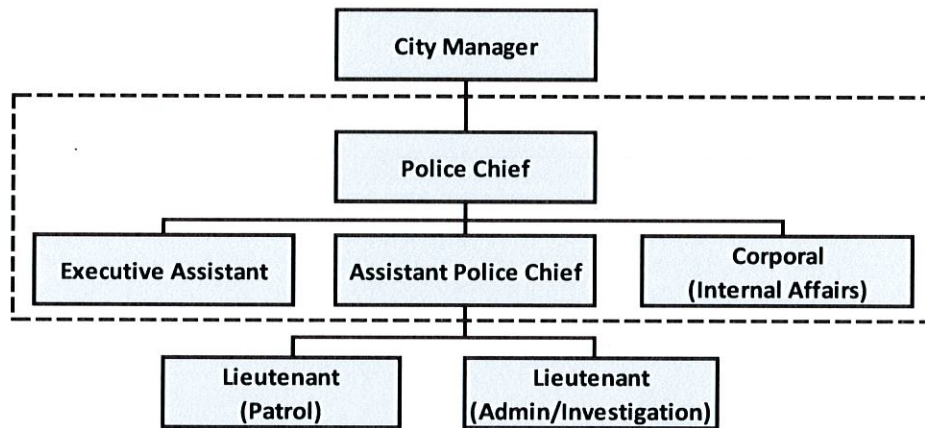 City Manager
Police Chief
Executive Assistant
Assistant Police Chief
Corporal
(Internal Affairs)
Lieutenant
(Patrol)
Lieutenant
(Admin/Investigation)